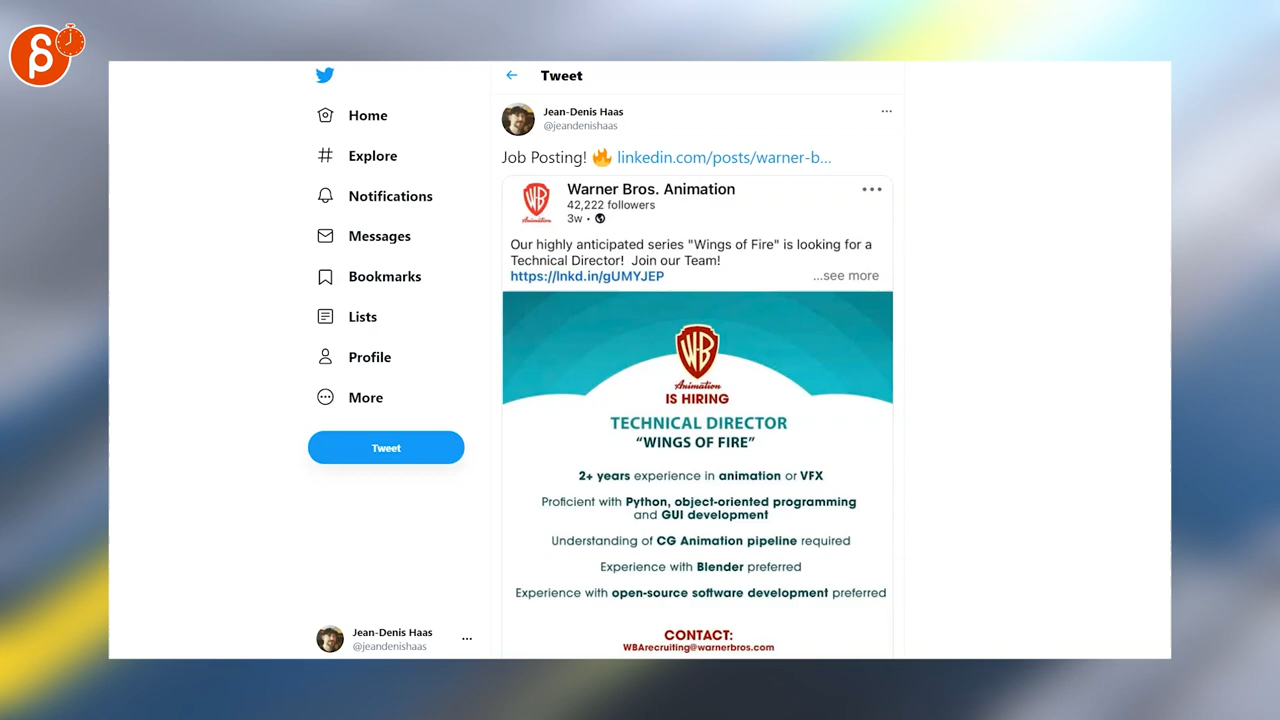 Tweet
Home
Explore
Notifications
Messages
Bookmarks
Lists
Profile
More
Tweet
Jean-Denis Haas
@jeandenishaas
Jean-Denis Haas
@jeandenishaas
Job Posting! 🔥 linkedin.com/posts/warner-b...
WB
Animation
Warner Bros. Animation
42,222 followers
3w •
Our highly anticipated series "Wings of Fire" is looking for a
Technical Director! Join our Team!
https://lnkd.in/gUMYJEP
...see more
WB
Animation
IS HIRING
TECHNICAL DIRECTOR
“WINGS OF FIRE”
2+ years experience in animation or VFX
Proficient with Python, object-oriented programming
and GUI development
Understanding of CG Animation pipeline required
Experience with Blender preferred
Experience with open-source software development preferred
CONTACT:
WBArecruiting@warnerbros.com